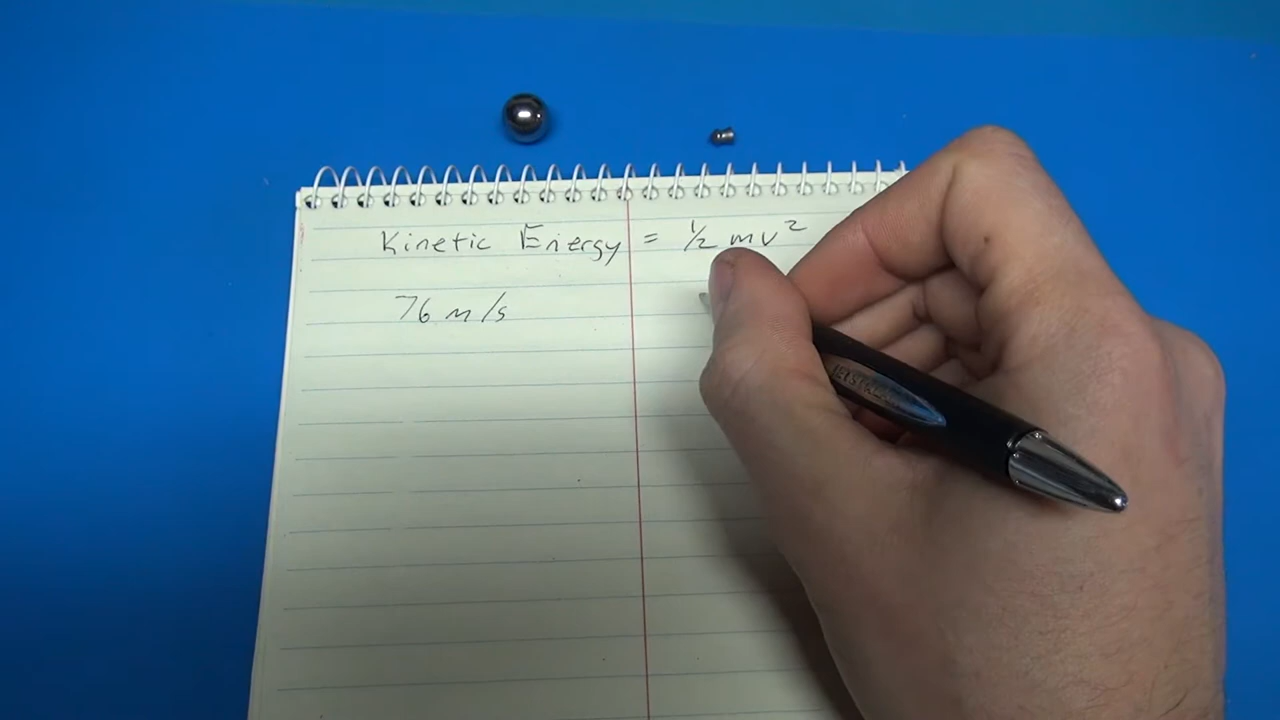 Kinetic Energy = ½ mv²
76 m/s